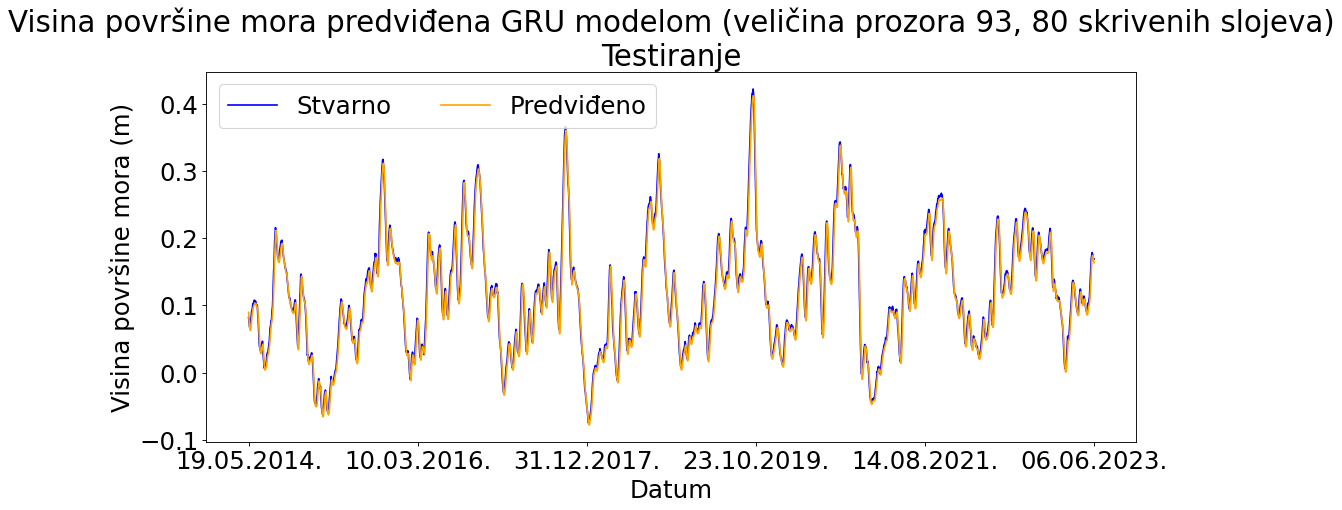 Visina površine mora predviđena GRU modelom (veličina prozora 93, 80 skrivenih slojeva)
Testiranje
Stvarno
Predviđeno
Visina površine mora (m)
0.4
0.3
0.2
0.1
0.0
−0.1
19.05.2014.
10.03.2016.
31.12.2017.
23.10.2019.
14.08.2021.
06.06.2023.
Datum